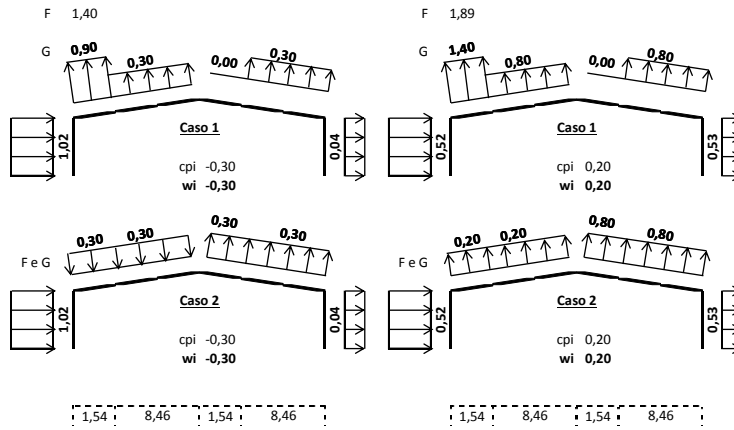 F 1,40
G 0,90 0,30 0,00 0,30
1,02
Caso 1
0,04
cpi -0,30
wi -0,30
0,30 0,30 0,30 0,30
F e G
1,02
Caso 2
0,04
cpi -0,30
wi -0,30
1,54 8,46 1,54 8,46
F 1,89
G 1,40 0,80 0,00 0,80
0,52
Caso 1
0,53
cpi 0,20
wi 0,20
0,20 0,20 0,80 0,80
F e G
0,52
Caso 2
0,53
cpi 0,20
wi 0,20
1,54 8,46 1,54 8,46